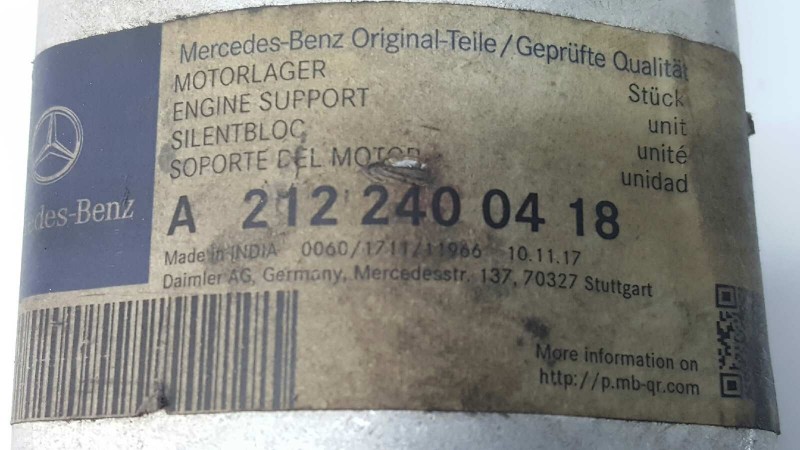 Mercedes-Benz Original-Teile/Geprüfte Qualität
MOTORLAGER
ENGINE SUPPORT
SILENTBLOC
SOPORTE DEL MOTOR
Stück
unit
unité
unidad
A 212 240 04 18
Made in INDIA 0060/1711/11966 10.11.17
Daimler AG, Germany, Mercedesstr. 137, 70327 Stuttgart
More information on
http://p.mb-qr.com